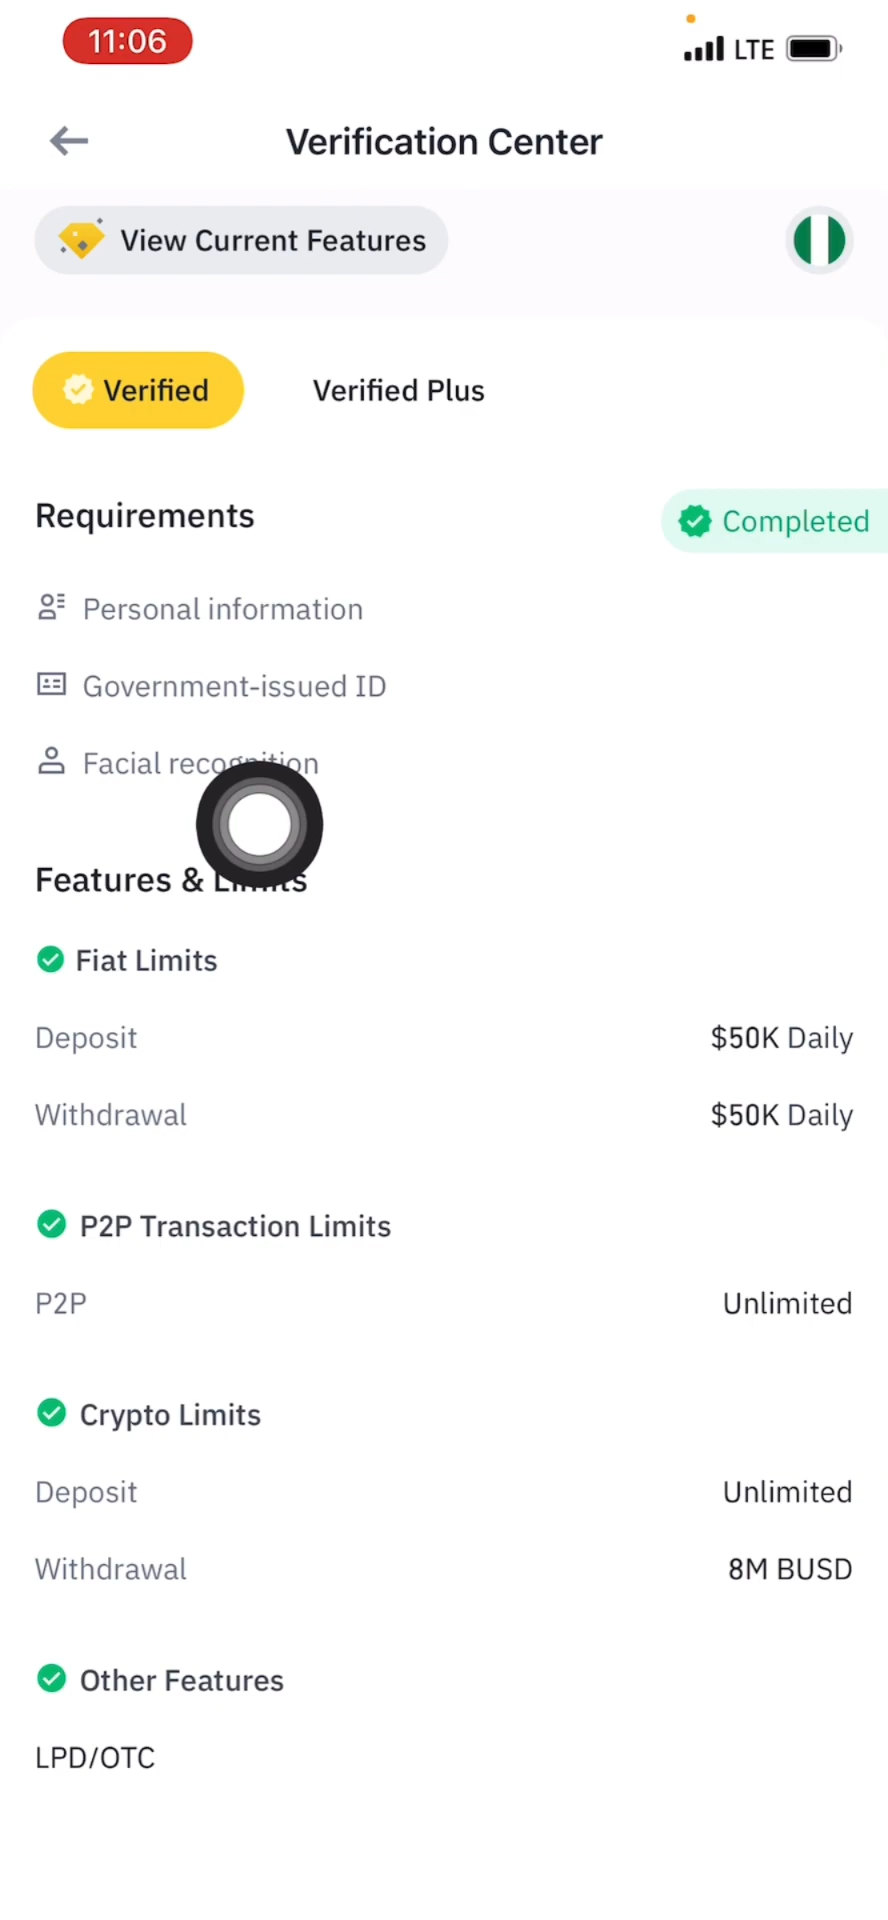 11:06
LTE
Verification Center
View Current Features
Verified
Verified Plus
Requirements
Completed
Personal information
Government-issued ID
Facial recognition
Features & Limits
Fiat Limits
Deposit $50K Daily
Withdrawal $50K Daily
P2P Transaction Limits
P2P Unlimited
Crypto Limits
Deposit Unlimited
Withdrawal 8M BUSD
Other Features
LPD/OTC